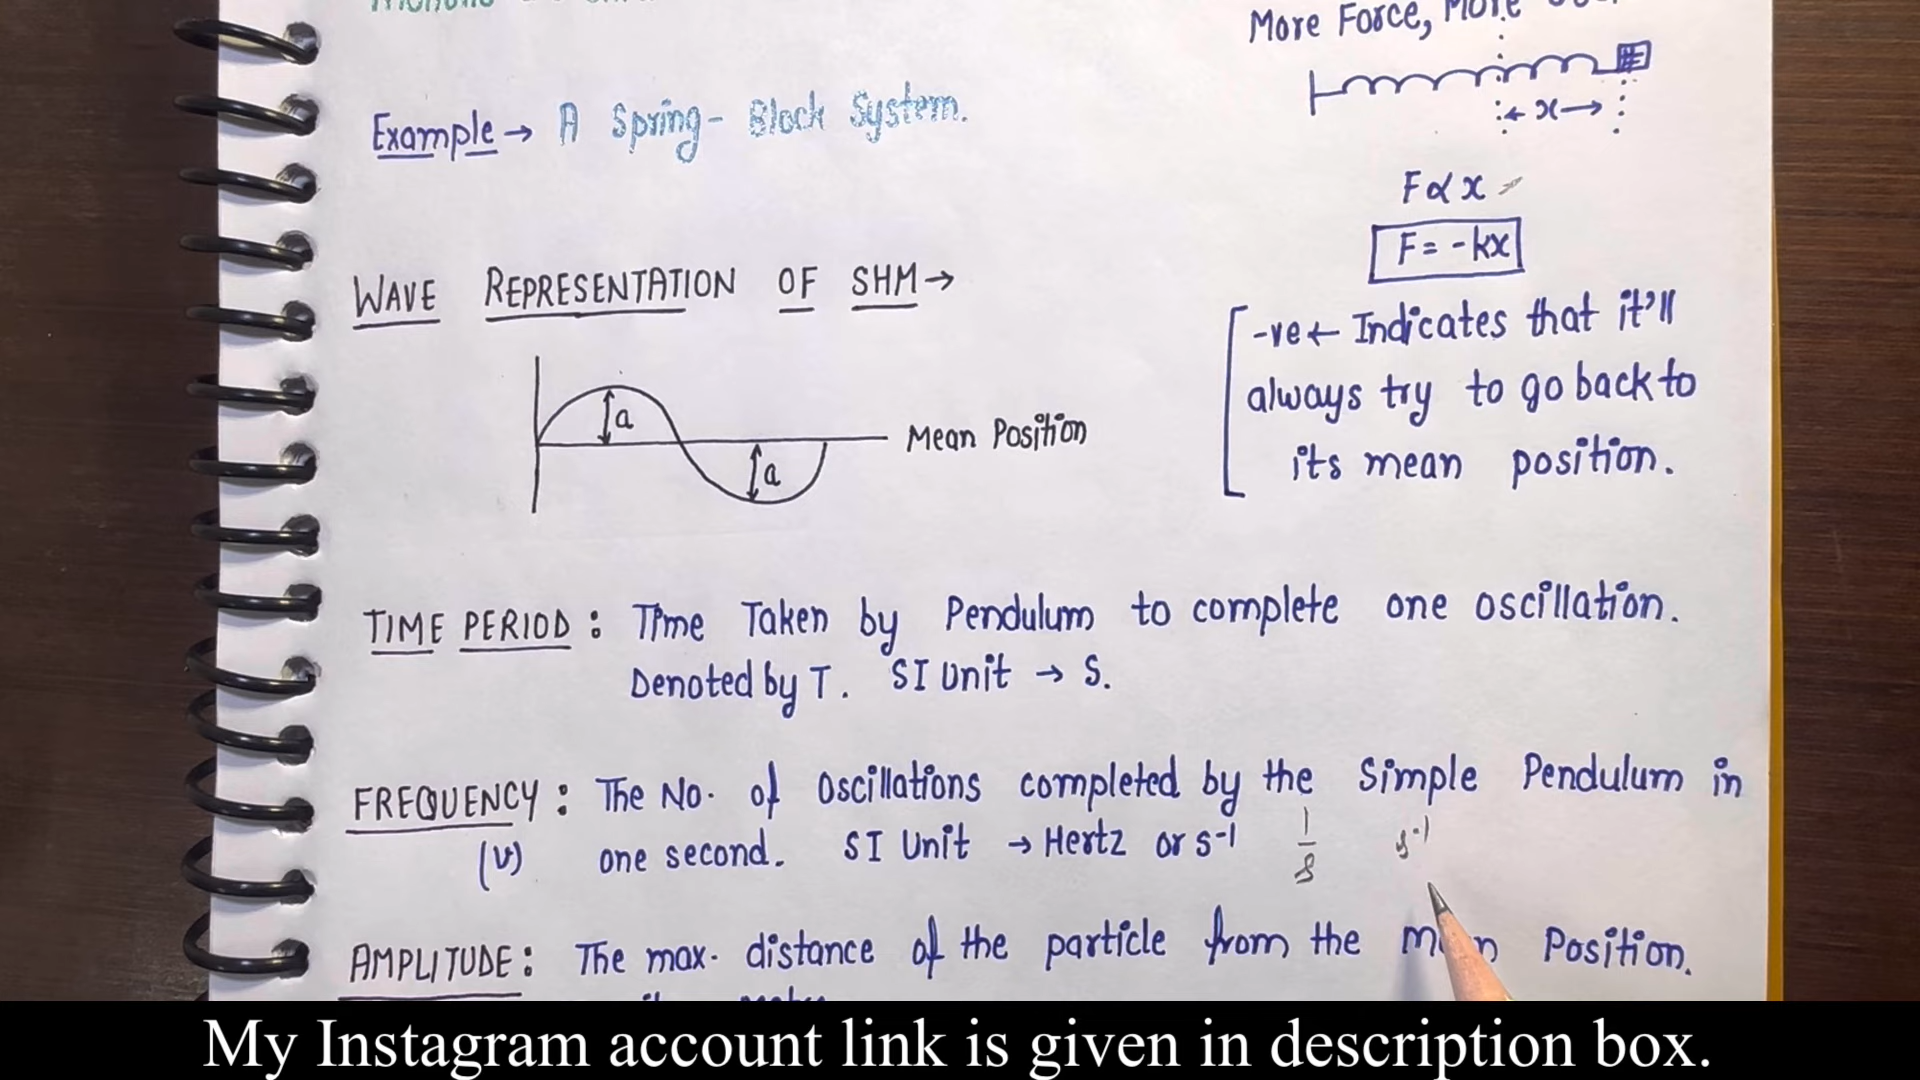 More Force, More
x
Example → A Spring- Block System.
F∝x
F = -kx
WAVE REPRESENTATION OF SHM→
-ve← Indicates that it'll
always try to go back to
its mean position.
a
Mean Position
a
TIME PERIOD: Time Taken by Pendulum to complete one oscillation.
Denoted by T. SI Unit → S.
FREQUENCY: The No. of Oscillations completed by the Simple Pendulum in
(ν) one second. SI Unit → Hertz or s⁻¹ 1/s s⁻¹
AMPLITUDE: The max. distance of the particle from the Position.
My Instagram account link is given in description box.